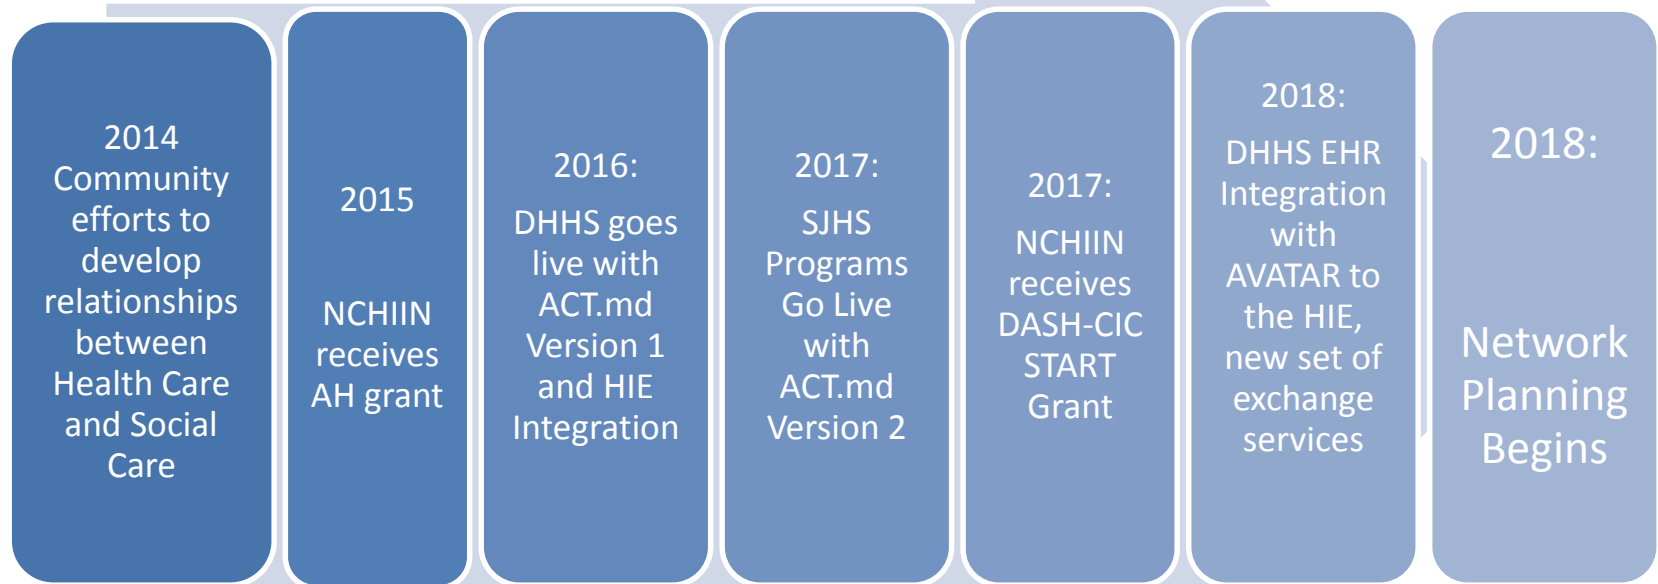 2014
Community
efforts to
develop
relationships
between
Health Care
and Social
Care
2015
NCHIIN
receives
AH grant
2016:
DHHS goes
live with
ACT.md
Version 1
and HIE
Integration
2017:
SJHS
Programs
Go Live
with
ACT.md
Version 2
2017:
NCHIIN
receives
DASH-CIC
START
Grant
2018:
DHHS EHR
Integration
with
AVATAR to
the HIE,
new set of
exchange
services
2018:
Network
Planning
Begins